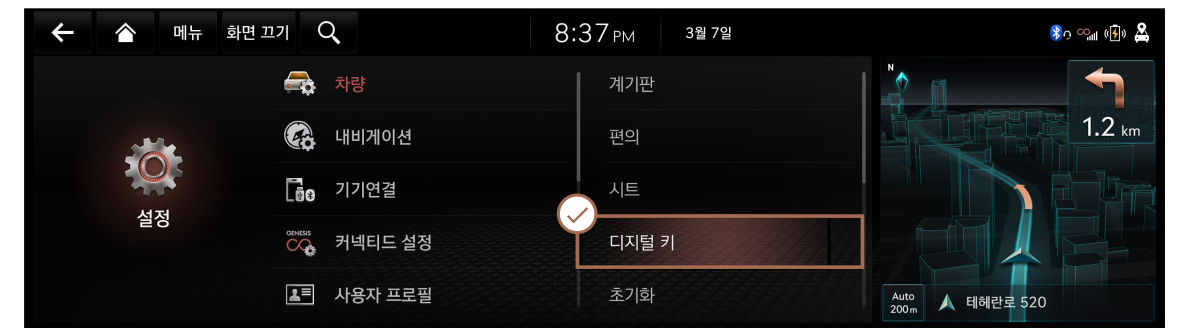 메뉴
화면 끄기
8:37 PM
3월 7일
설정
차량
내비게이션
기기연결
GENESIS
커넥티드 설정
사용자 프로필
계기판
편의
시트
디지털 키
초기화
N
1.2 km
Auto
200m
테헤란로 520